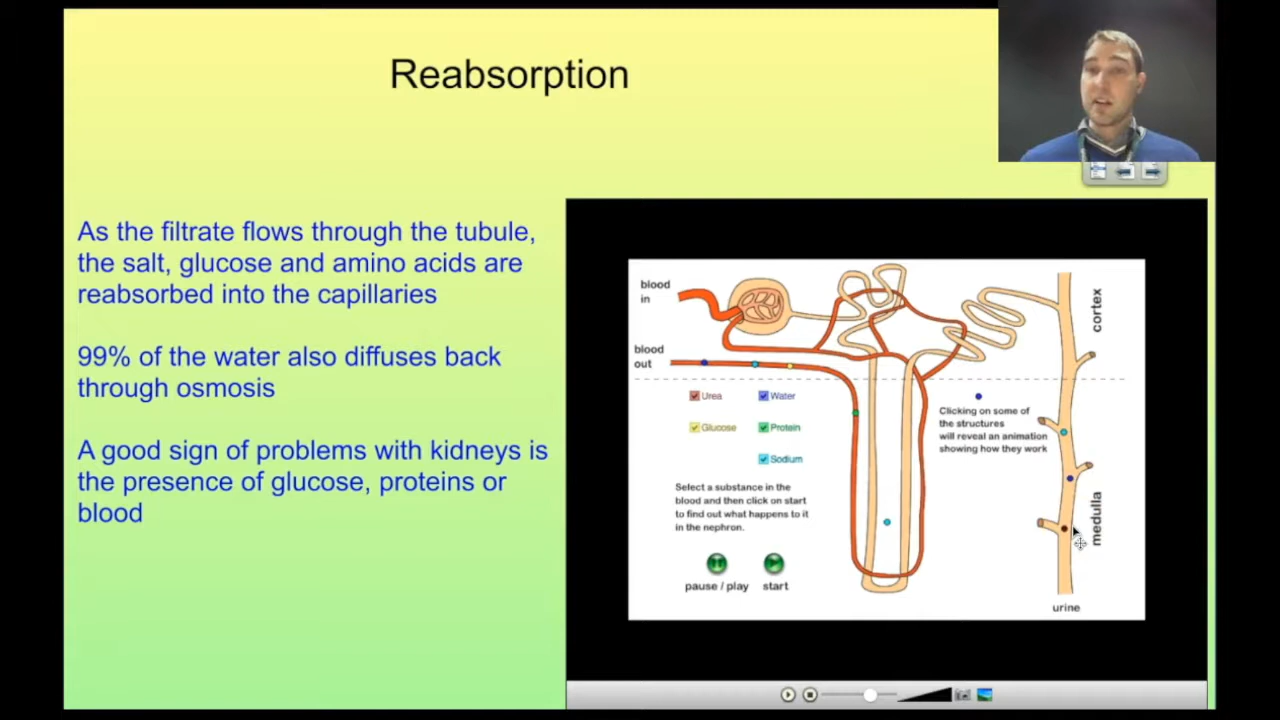 Reabsorption
As the filtrate flows through the tubule,
the salt, glucose and amino acids are
reabsorbed into the capillaries
99% of the water also diffuses back
through osmosis
A good sign of problems with kidneys is
the presence of glucose, proteins or
blood
blood
in
blood
out
cortex
Urea
Water
Glucose
Protein
Sodium
Clicking on some of
the structures
will reveal an animation
showing how they work
Select a substance in the
blood and then click on start
to find out what happens to it
in the nephron.
medulla
pause / play
start
urine